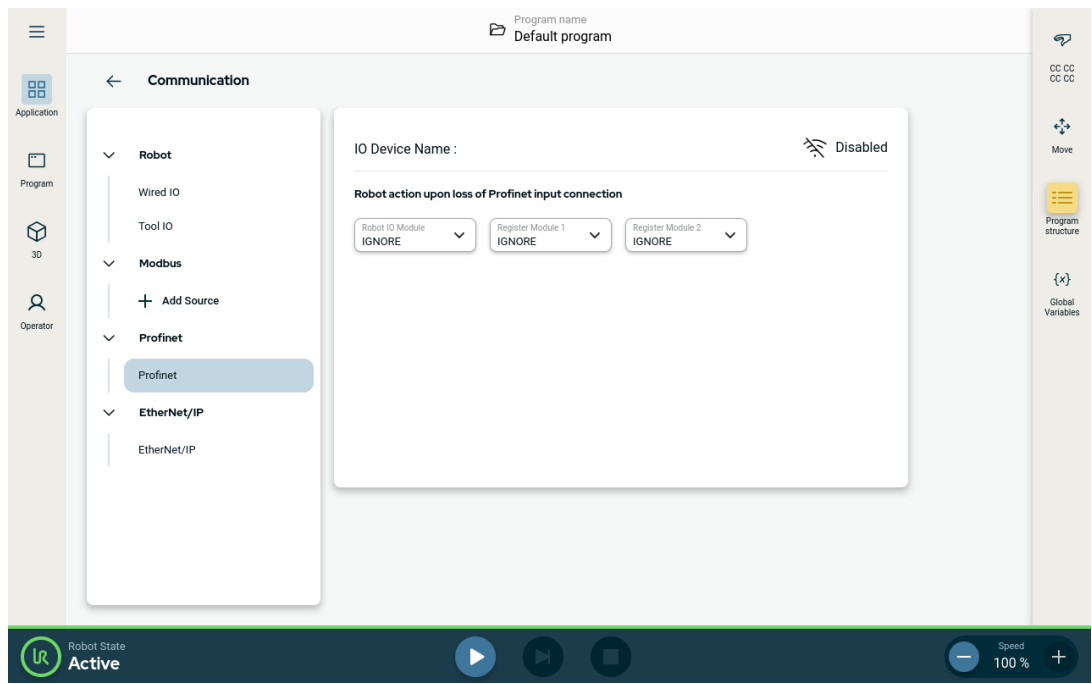 Program name
Default program
Application
Program
3D
Operator
Communication
Robot
Wired IO
Tool IO
Modbus
Add Source
Profinet
Profinet
EtherNet/IP
EtherNet/IP
IO Device Name :
Disabled
Robot action upon loss of Profinet input connection
Robot IO Module
IGNORE
Register Module 1
IGNORE
Register Module 2
IGNORE
CC CC
CC CC
Move
Program
structure
{x}
Global
Variables
UR
Robot State
Active
Speed
100 %